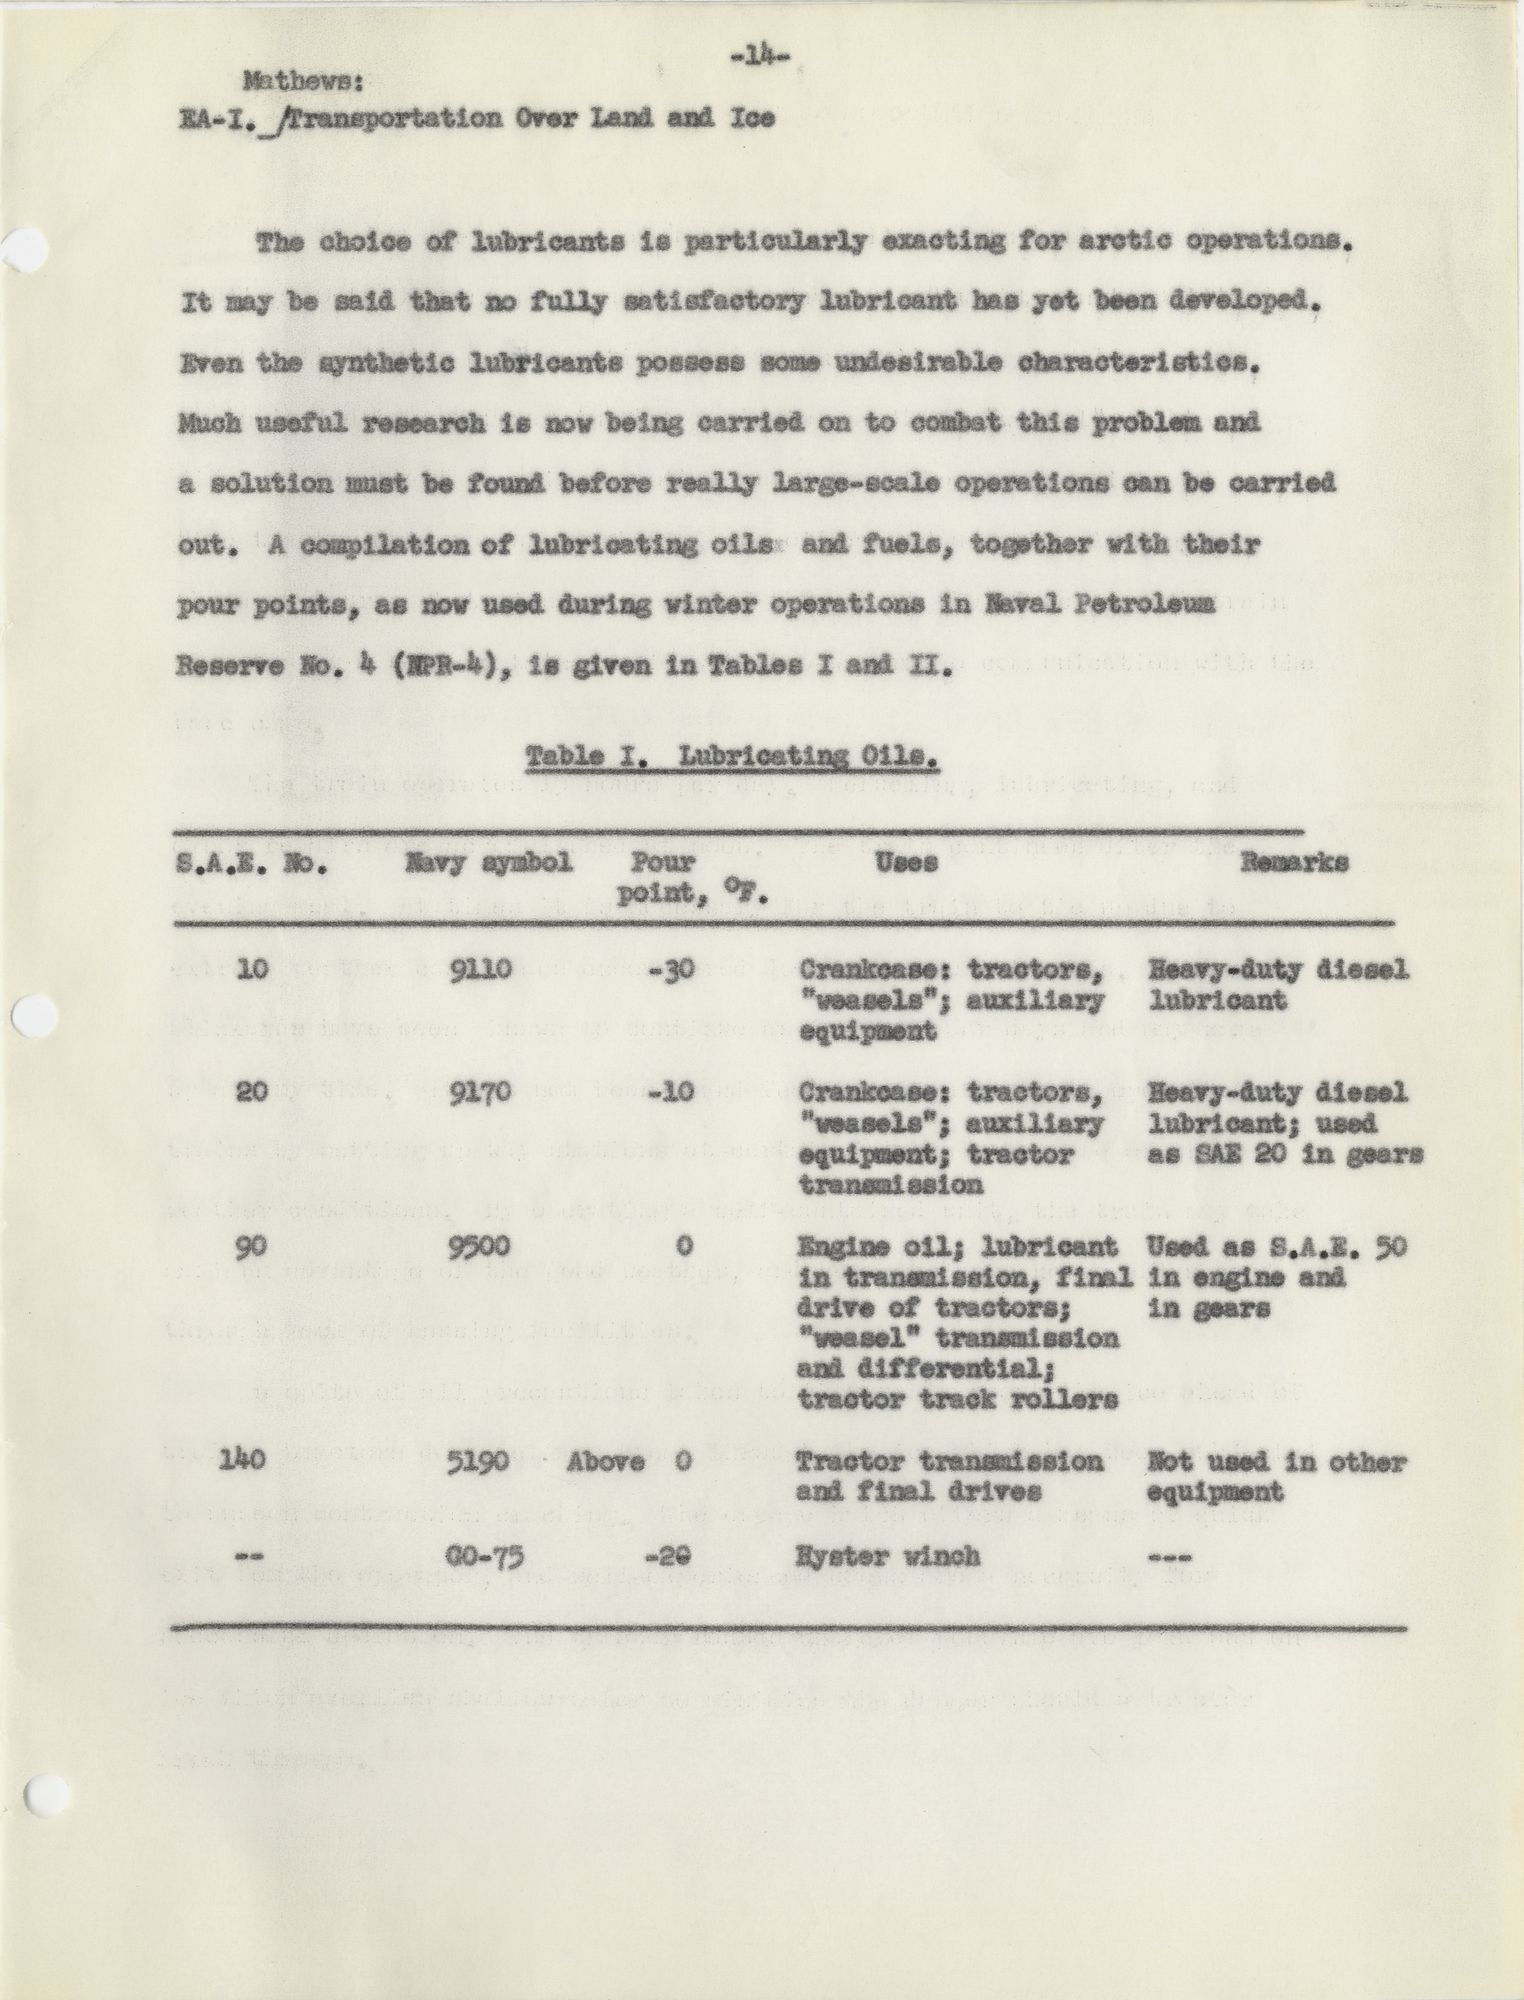 -14-
Mathews:
EA-I. /Transportation Over Land and Ice
The choice of lubricants is particularly exacting for arctic operations.
It may be said that no fully satisfactory lubricant has yet been developed.
Even the synthetic lubricants possess some undesirable characteristics.
Much useful research is now being carried on to combat this problem and
a solution must be found before really large-scale operations can be carried
out. A compilation of lubricating oils and fuels, together with their
pour points, as now used during winter operations in Naval Petroleum
Reserve No. 4 (NPR-4), is given in Tables I and II.
Table I. Lubricating Oils.
S.A.E. No. Navy symbol Pour Uses Remarks
point, °F.
10 9110 -30 Crankcase: tractors, Heavy-duty diesel
"weasels"; auxiliary lubricant
equipment
20 9170 -10 Crankcase: tractors, Heavy-duty diesel
"weasels"; auxiliary lubricant; used
equipment; tractor as SAE 20 in gears
transmission
90 9500 0 Engine oil; lubricant Used as S.A.E. 50
in transmission, final in engine and
drive of tractors; in gears
"weasel" transmission
and differential;
tractor track rollers
140 5190 Above 0 Tractor transmission Not used in other
and final drives equipment
-- GO-75 -20 Hyster winch ---